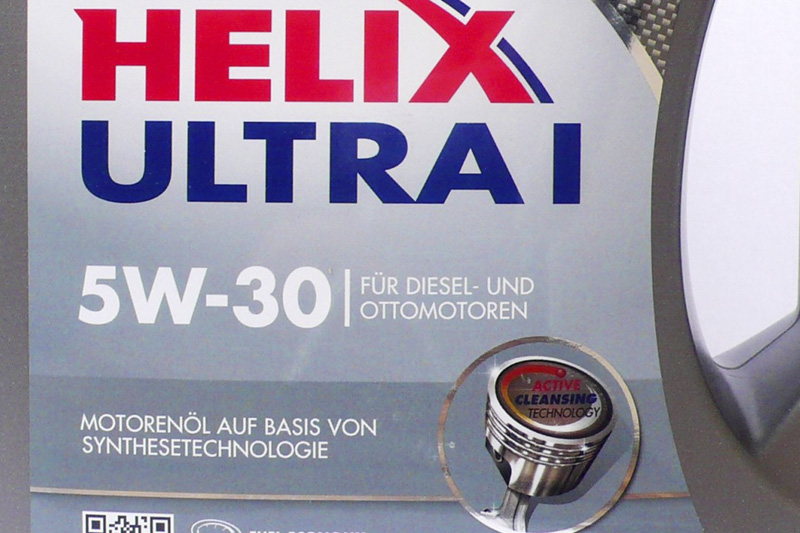 HELIX
ULTRA I
5W-30
FÜR DIESEL- UND
OTTOMOTOREN
ACTIVE
CLEANSING
TECHNOLOGY
MOTORENÖL AUF BASIS VON
SYNTHESETECHNOLOGIE